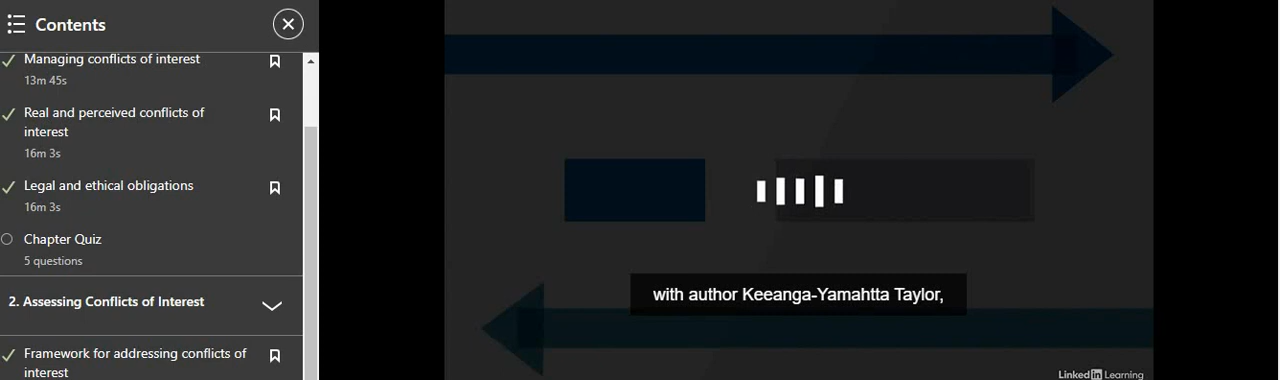 Contents
Managing conflicts of interest
13m 45s
Real and perceived conflicts of
interest
16m 3s
Legal and ethical obligations
16m 3s
Chapter Quiz
5 questions
2. Assessing Conflicts of Interest
Framework for addressing conflicts of
interest
with author Keeanga-Yamahtta Taylor,
LinkedIn Learning